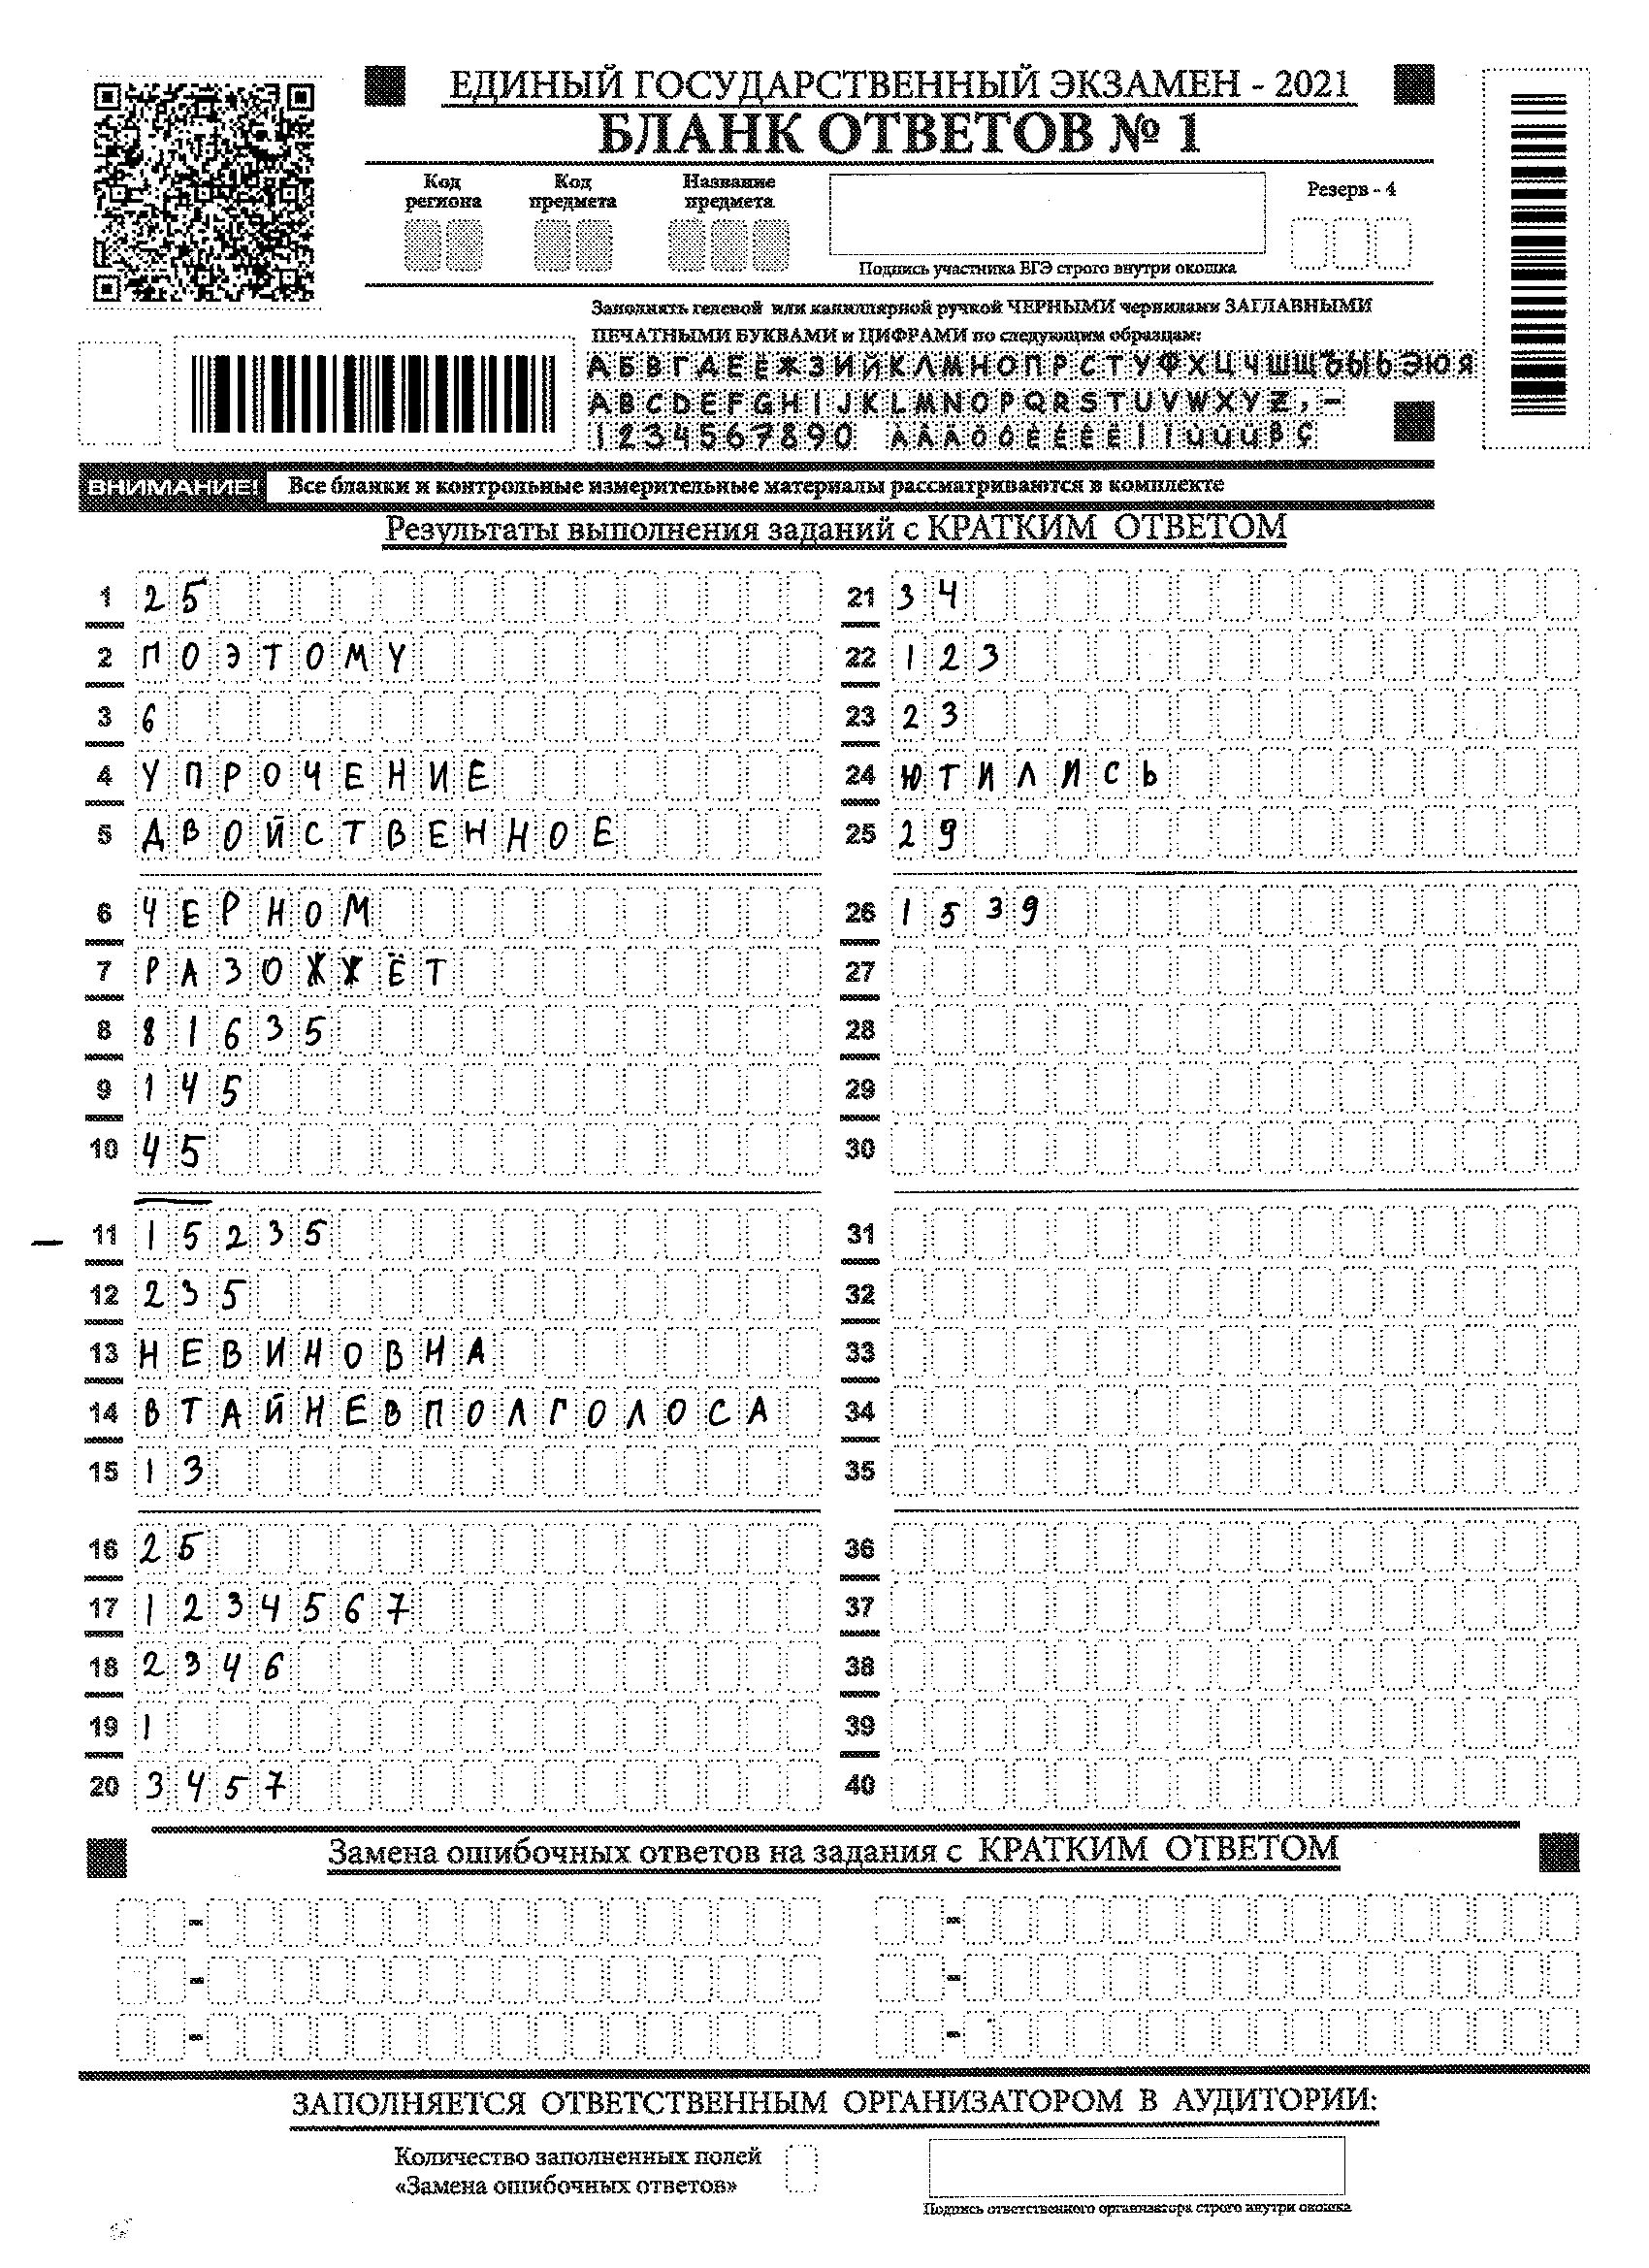 ЕДИНЫЙ ГОСУДАРСТВЕННЫЙ ЭКЗАМЕН - 2021
БЛАНК ОТВЕТОВ № 1
Код региона
Код предмета
Название предмета
Резерв - 4
Подпись участника ЕГЭ строго внутри окошка
Заполнять гелевой или капиллярной ручкой ЧЕРНЫМИ чернилами ЗАГЛАВНЫМИ
ПЕЧАТНЫМИ БУКВАМИ и ЦИФРАМИ по следующим образцам:
АБВГДЕЁЖЗИЙКЛМНОПРСТУФХЦЧШЩЪЫЬЭЮЯ
ABCDEFGHIJKLMNOPQRSTUVWXYZ,-
1234567890
ВНИМАНИЕ! Все бланки и контрольные измерительные материалы рассматриваются в комплекте
Результаты выполнения заданий с КРАТКИМ ОТВЕТОМ
1 25
2 ПОЭТОМУ
3 6
4 УПРОЧЕНИЕ
5 ДВОЙСТВЕННОЕ
6 ЧЕРНОМ
7 РАЗОЖЖЁТ
8 81635
9 145
10 45
11 15235
12 235
13 НЕВИНОВНА
14 ВТАЙНЕВПОЛГОЛОСА
15 13
16 25
17 1234567
18 2346
19 1
20 3457
21 34
22 123
23 23
24 ЮТИЛИСЬ
25 29
26 1539
27
28
29
30
31
32
33
34
35
36
37
38
39
40
Замена ошибочных ответов на задания с КРАТКИМ ОТВЕТОМ
ЗАПОЛНЯЕТСЯ ОТВЕТСТВЕННЫМ ОРГАНИЗАТОРОМ В АУДИТОРИИ:
Количество заполненных полей
«Замена ошибочных ответов»
Подпись ответственного организатора строго внутри окошка